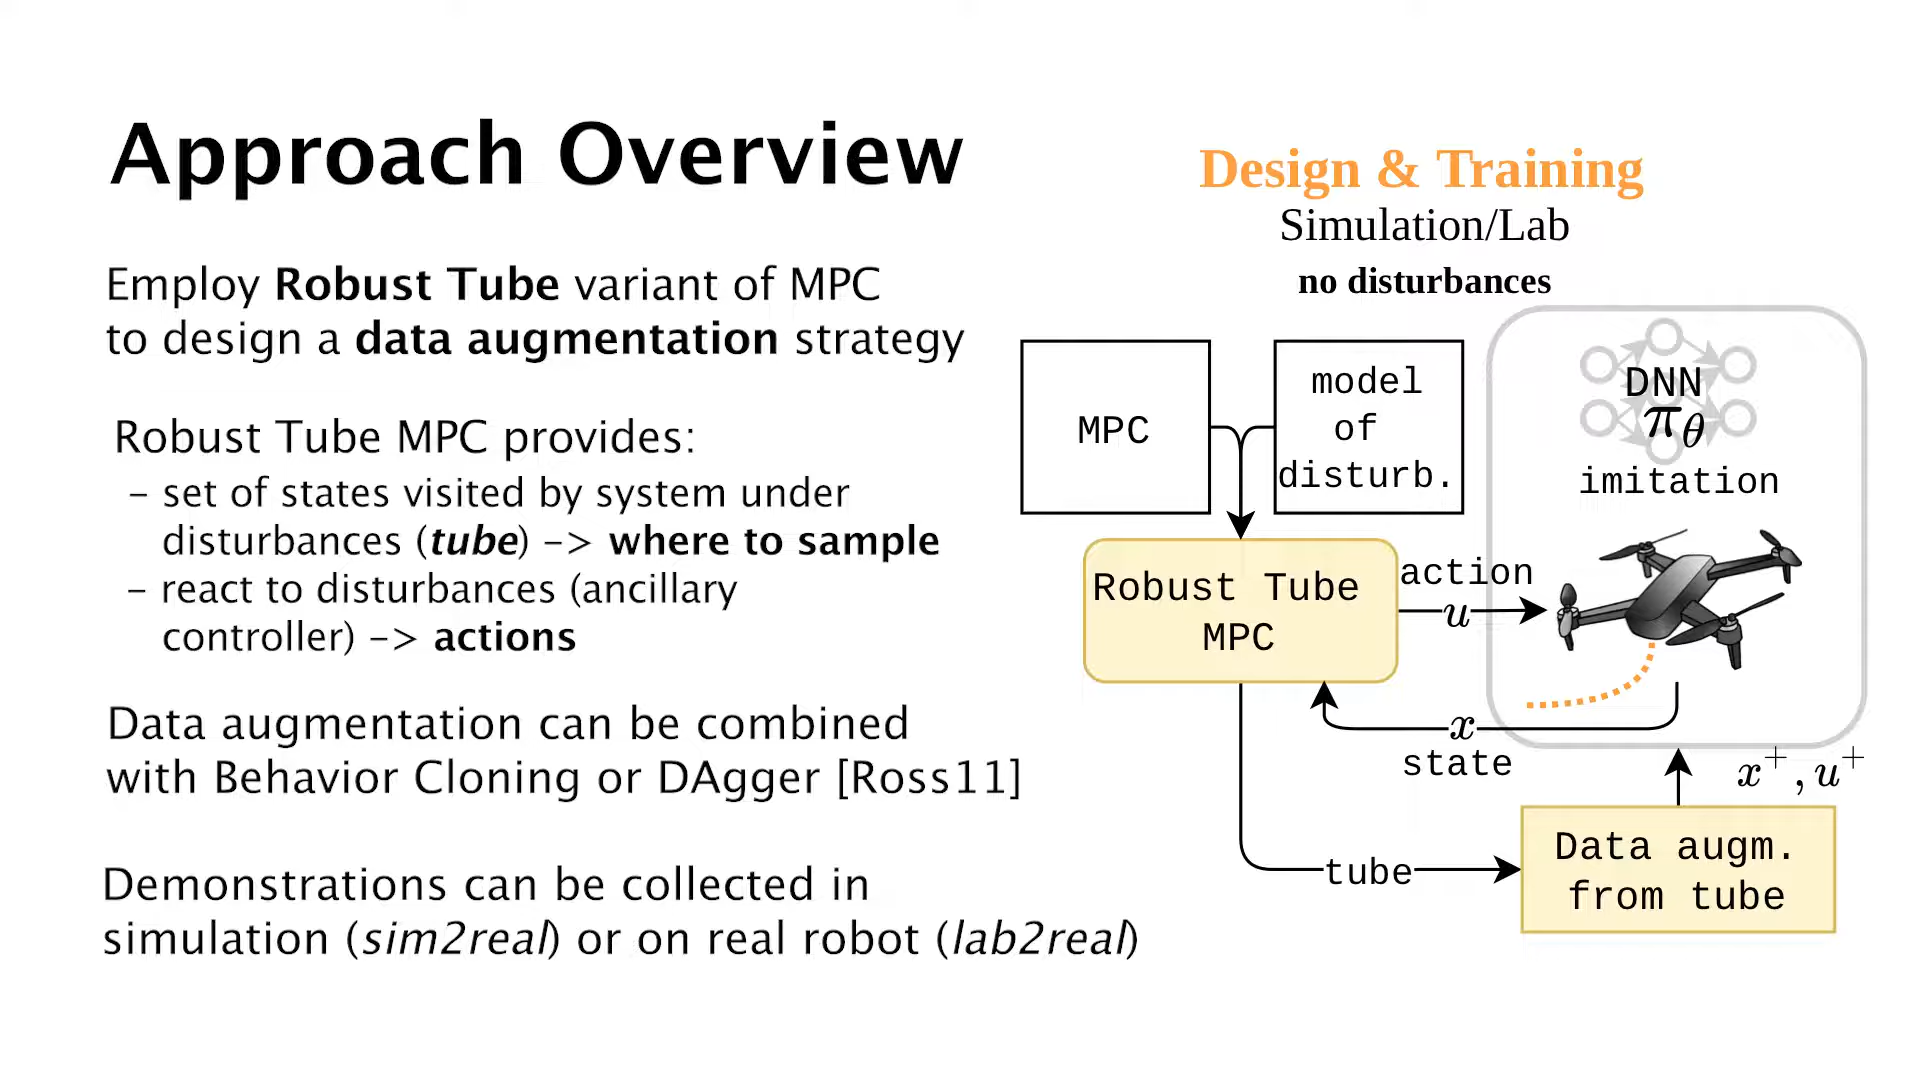 Approach Overview
Employ Robust Tube variant of MPC
to design a data augmentation strategy
Robust Tube MPC provides:
– set of states visited by system under
disturbances (tube) –> where to sample
– react to disturbances (ancillary
controller) –> actions
Data augmentation can be combined
with Behavior Cloning or DAgger [Ross11]
Demonstrations can be collected in
simulation (sim2real) or on real robot (lab2real)
Design & Training
Simulation/Lab
no disturbances
MPC
model
of
disturb.
DNN
πθ
imitation
Robust Tube
MPC
action
u
x
state
x⁺, u⁺
tube
Data augm.
from tube